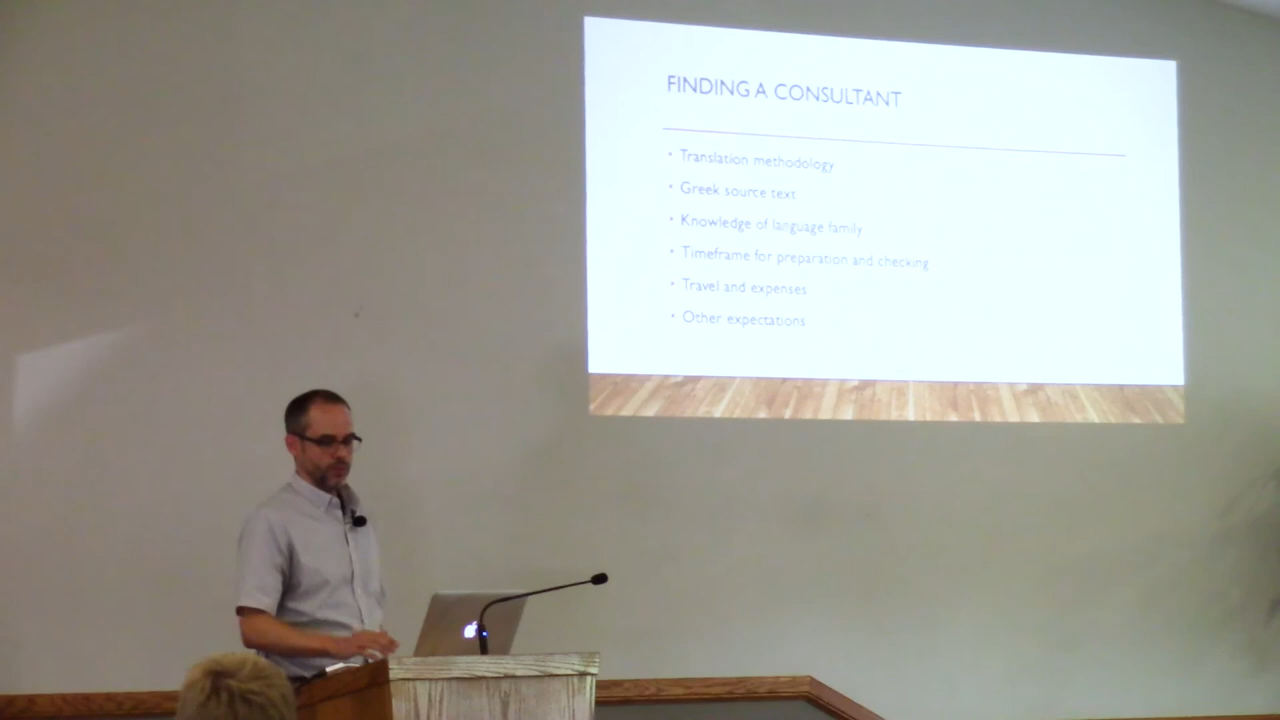 FINDING A CONSULTANT
• Translation methodology
• Greek source text
• Knowledge of language family
• Timeframe for preparation and checking
• Travel and expenses
• Other expectations